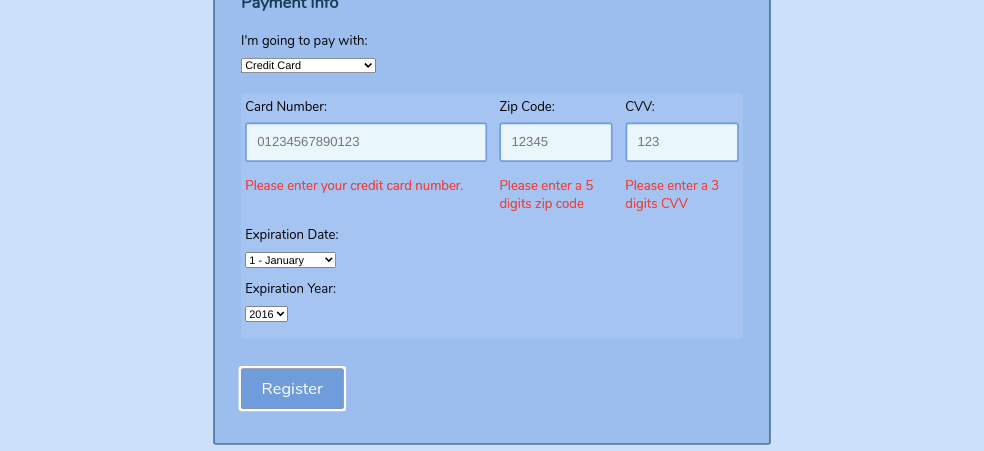 Payment Info
I'm going to pay with:
Credit Card
Card Number: Zip Code: CVV:
01234567890123 12345 123
Please enter your credit card number. Please enter a 5 Please enter a 3
digits zip code digits CVV
Expiration Date:
1 - January
Expiration Year:
2016
Register